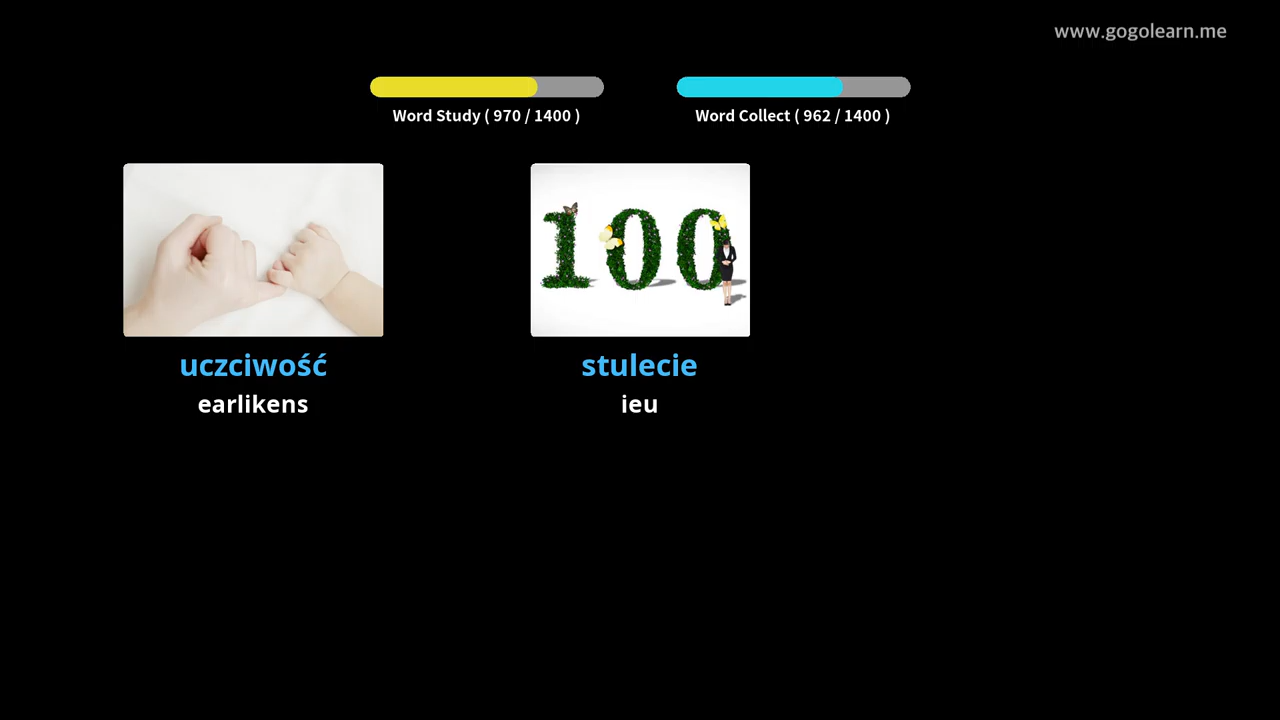 www.gogolearn.me
Word Study ( 970 / 1400 )
Word Collect ( 962 / 1400 )
100
uczciwość
stulecie
earlikens
ieu